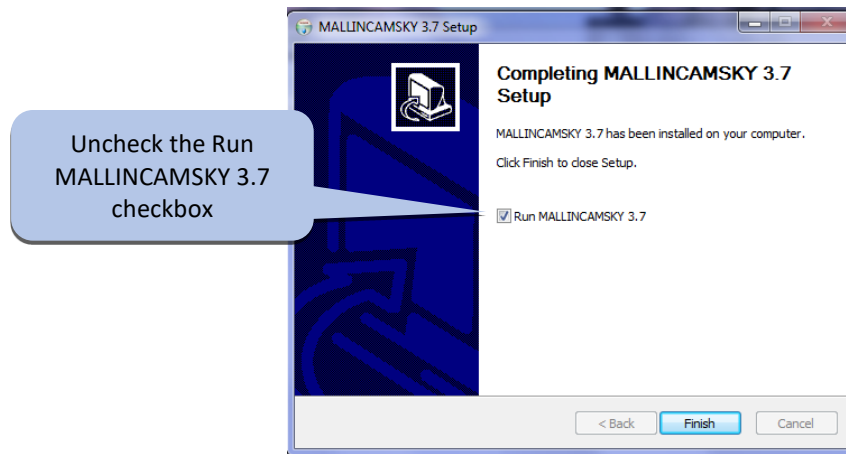 MALLINCAMSKY 3.7 Setup
Completing MALLINCAMSKY 3.7
Setup
MALLINCAMSKY 3.7 has been installed on your computer.
Click Finish to close Setup.
Uncheck the Run
MALLINCAMSKY 3.7
checkbox
Run MALLINCAMSKY 3.7
< Back
Finish
Cancel